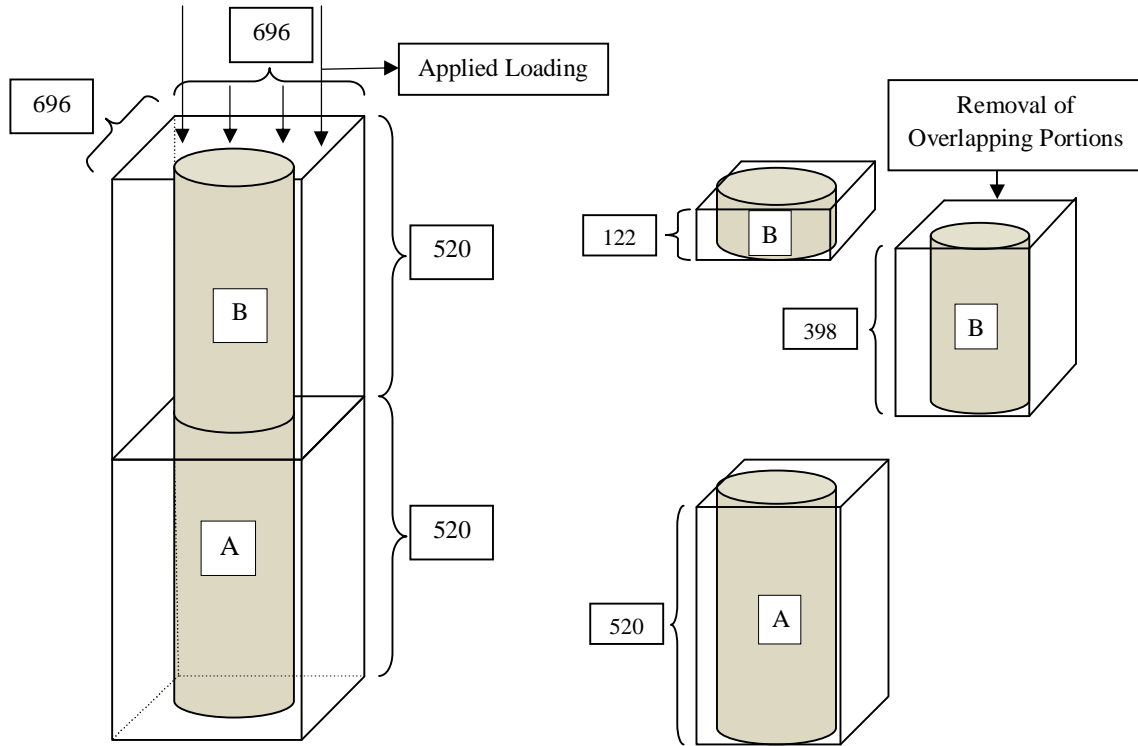 696
Applied Loading
696
520
B
520
A
Removal of
Overlapping Portions
122
B
398
B
520
A